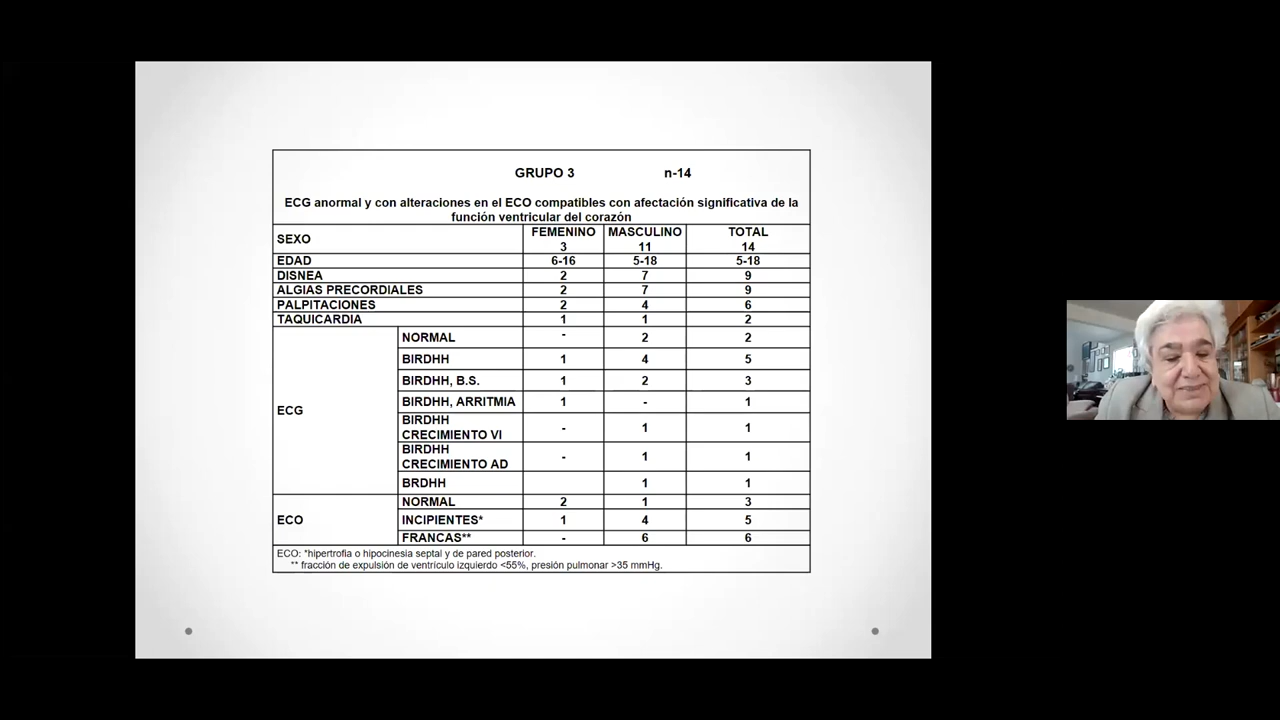 GRUPO 3 n-14
ECG anormal y con alteraciones en el ECO compatibles con afectación significativa de la
función ventricular del corazón
SEXO FEMENINO 3 MASCULINO 11 TOTAL 14
EDAD 6-16 5-18 5-18
DISNEA 2 7 9
ALGIAS PRECORDIALES 2 7 9
PALPITACIONES 2 4 6
TAQUICARDIA 1 1 2
ECG NORMAL - 2 2
BIRDHH 1 4 5
BIRDHH, B.S. 1 2 3
BIRDHH, ARRITMIA 1 - 1
BIRDHH CRECIMIENTO VI - 1 1
BIRDHH CRECIMIENTO AD - 1 1
BRDHH 1 1
ECO NORMAL 2 1 3
INCIPIENTES* 1 4 5
FRANCAS** - 6 6
ECO: *hipertrofia o hipocinesia septal y de pared posterior.
** fracción de expulsión de ventrículo izquierdo <55%, presión pulmonar >35 mmHg.